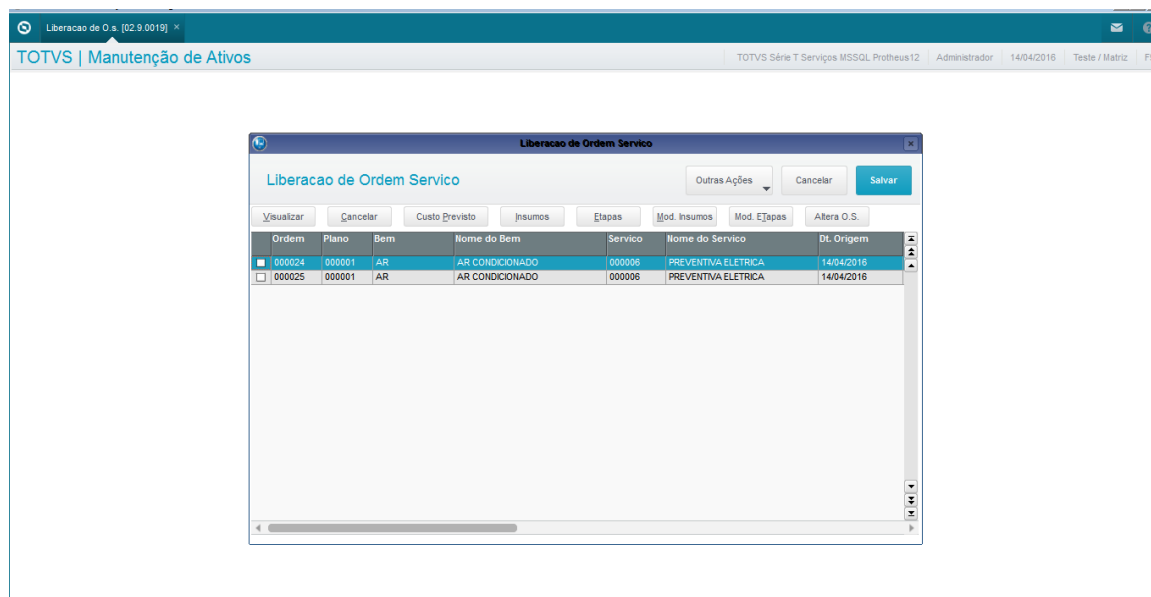 Liberacao de O.s. [02.9.0019] ×
TOTVS | Manutenção de Ativos
TOTVS Série T Serviços MSSQL Protheus12 Administrador 14/04/2016 Teste / Matriz
Liberacao de Ordem Servico
Liberacao de Ordem Servico
Outras Ações Cancelar Salvar
Visualizar Cancelar Custo Previsto Insumos Etapas Mod. Insumos Mod. ETapas Altera O.S.
Ordem Plano Bem Nome do Bem Servico Nome do Servico Dt. Origem
000024 000001 AR AR CONDICIONADO 000006 PREVENTIVA ELETRICA 14/04/2016
000025 000001 AR AR CONDICIONADO 000006 PREVENTIVA ELETRICA 14/04/2016